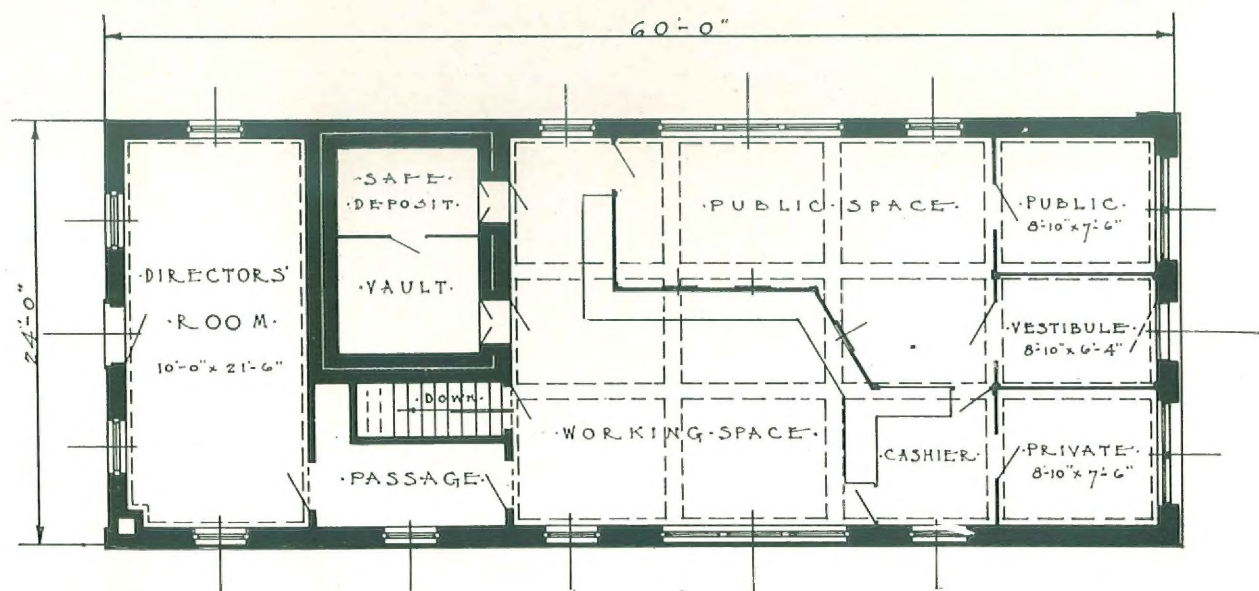 60'-0"
24'-0"
·SAFE·
·DEPOSIT·
·VAULT·
·DIRECTORS'
·ROOM·
10'-0" x 21'-6"
·DOWN·
·PASSAGE·
·PUBLIC·SPACE·
·WORKING·SPACE·
·CASHIER·
·PUBLIC·
8'-10" x 7'-6"
·VESTIBULE·
8'-10" x 6'-4"
·PRIVATE·
8'-10" x 7'-6"